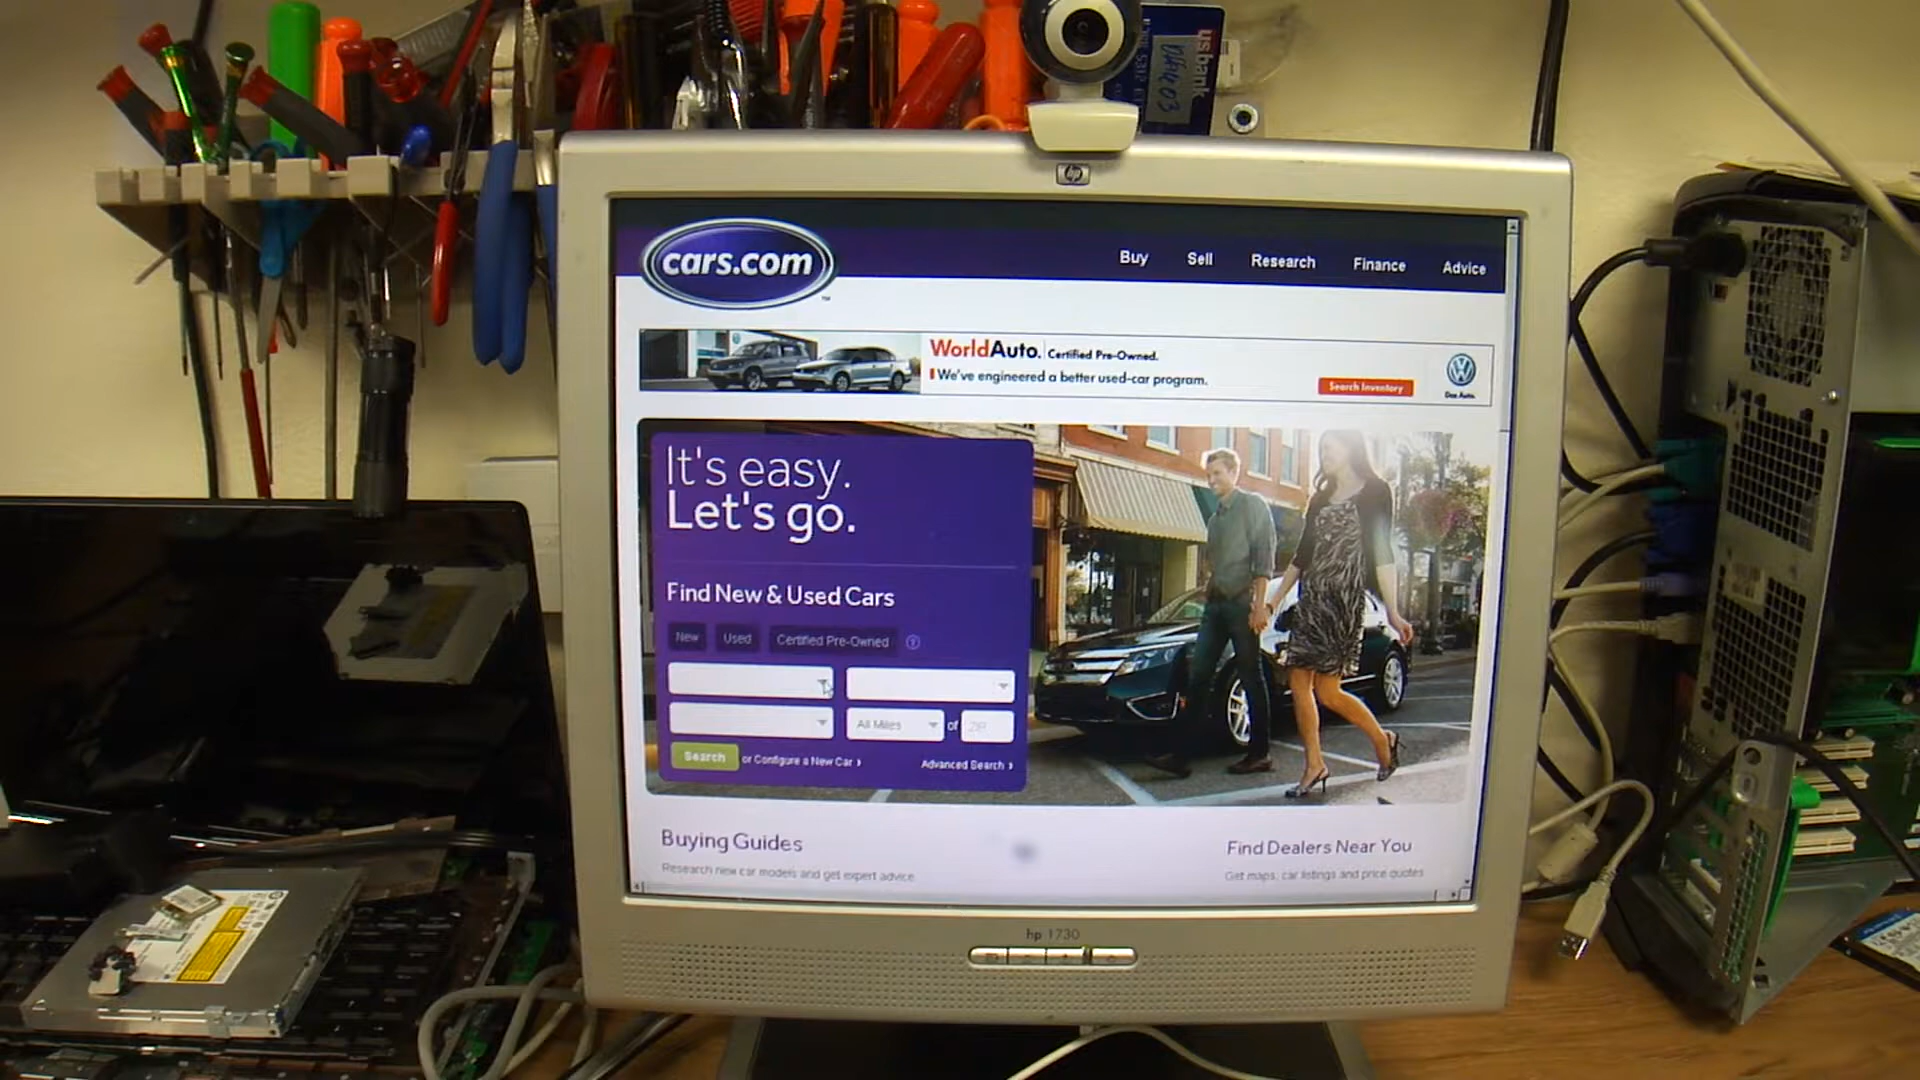 usbank
hp
cars.com
Buy Sell Research Finance Advice
WorldAuto. Certified Pre-Owned.
We've engineered a better used-car program.
Search Inventory
Das Auto.
It's easy.
Let's go.
Find New & Used Cars
New Used Certified Pre-Owned ?
All Miles of ZIP
Search or Configure a New Car ›
Advanced Search ›
Buying Guides
Research new car models and get expert advice
Find Dealers Near You
Get maps, car listings and price quotes
hp 1730